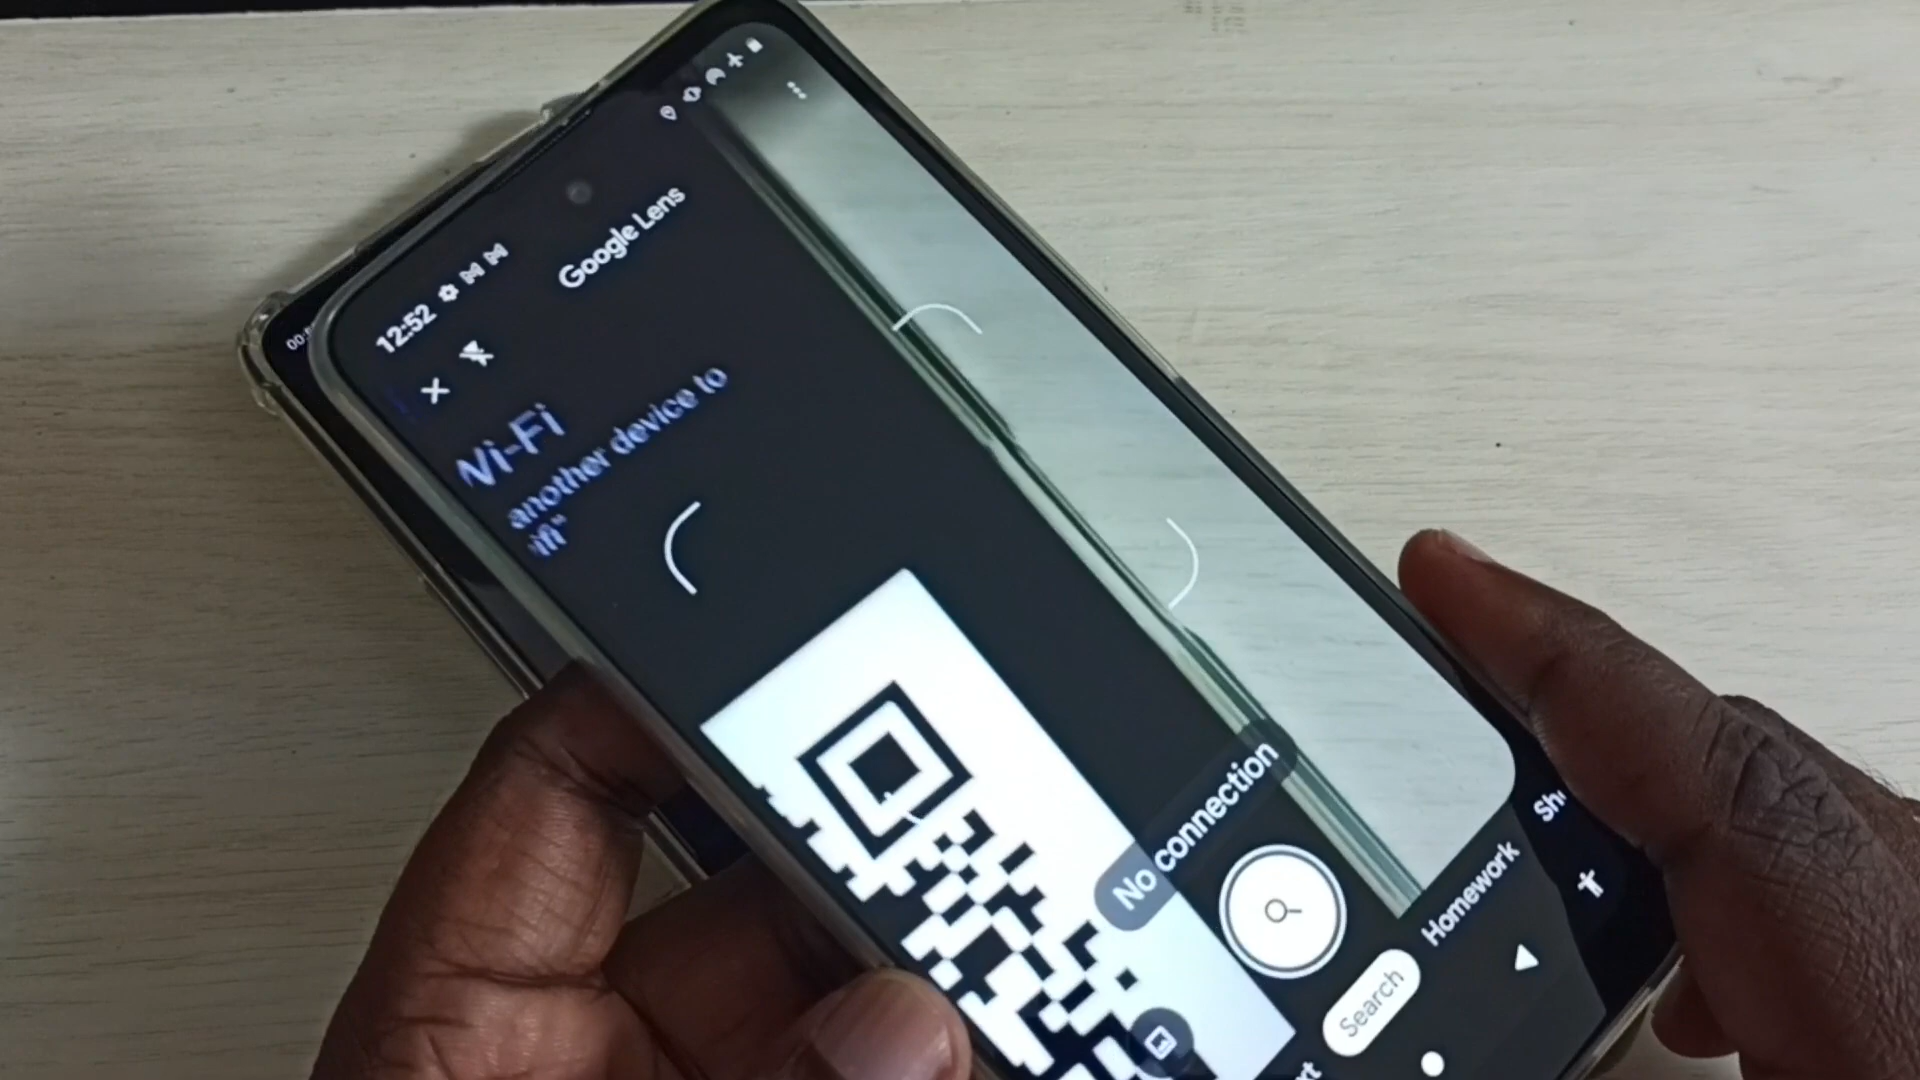 12:52
Google Lens
Wi-Fi
another device to
No connection
Homework
Search